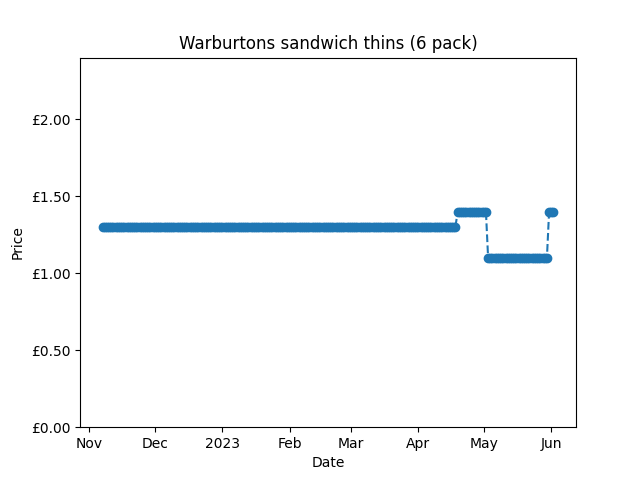 Warburtons sandwich thins (6 pack)
£2.00
£1.50
£1.00
£0.50
£0.00
Price
Nov Dec 2023 Feb Mar Apr May Jun
Date